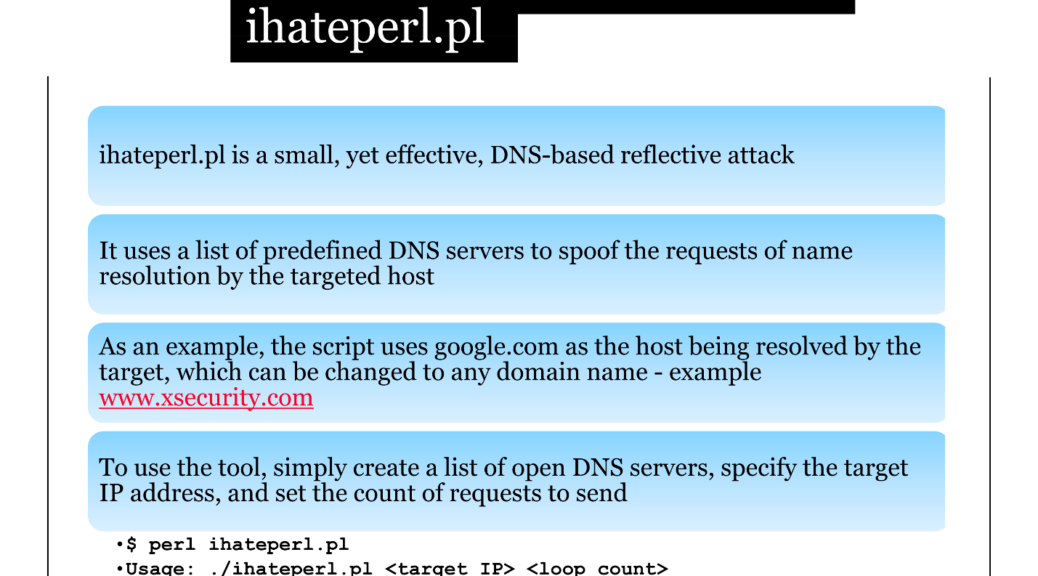 ihateperl.pl
ihateperl.pl is a small, yet effective, DNS-based reflective attack
It uses a list of predefined DNS servers to spoof the requests of name
resolution by the targeted host
As an example, the script uses google.com as the host being resolved by the
target, which can be changed to any domain name - example
www.xsecurity.com
To use the tool, simply create a list of open DNS servers, specify the target
IP address, and set the count of requests to send
•$ perl ihateperl.pl
•Usage: ./ihateperl.pl <target IP> <loop count>